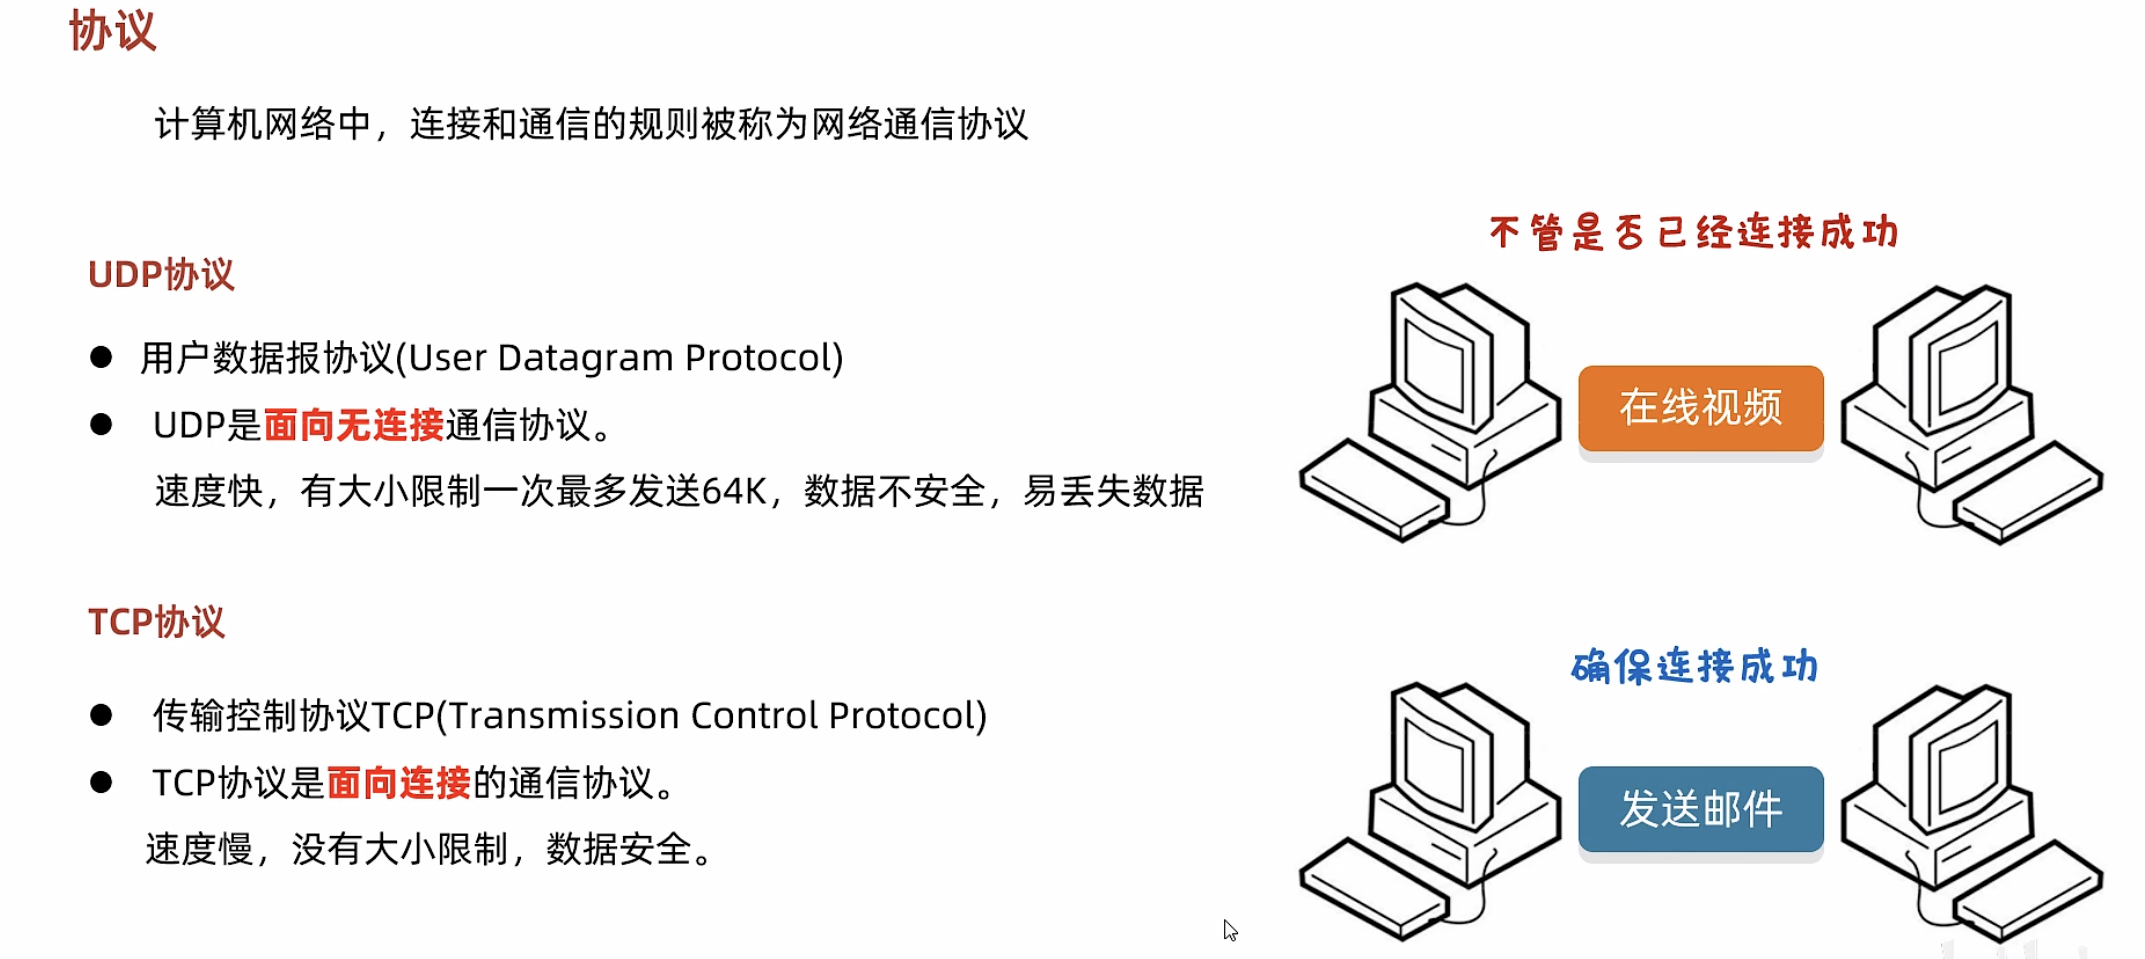 协议
计算机网络中，连接和通信的规则被称为网络通信协议
不管是否已经连接成功
UDP协议
用户数据报协议(User Datagram Protocol)
UDP是面向无连接通信协议。
速度快，有大小限制一次最多发送64K，数据不安全，易丢失数据
在线视频
TCP协议
确保连接成功
传输控制协议TCP(Transmission Control Protocol)
TCP协议是面向连接的通信协议。
速度慢，没有大小限制，数据安全。
发送邮件